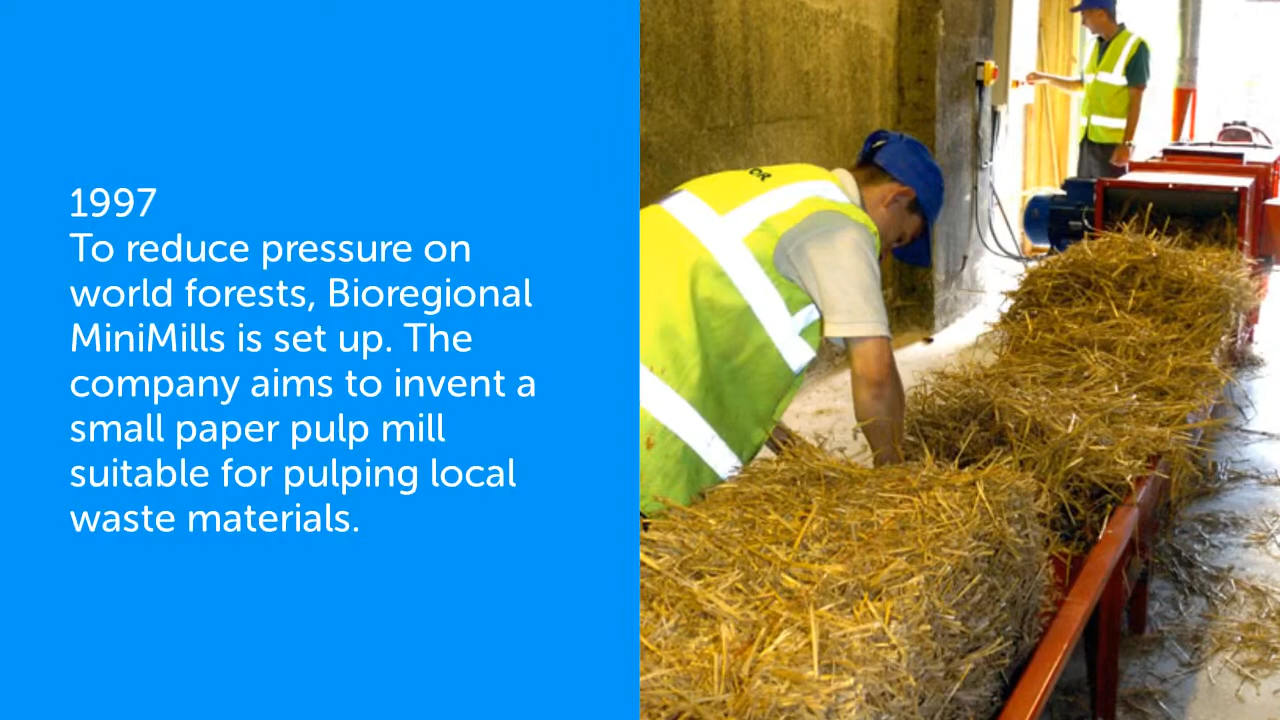 1997
To reduce pressure on
world forests, Bioregional
MiniMills is set up. The
company aims to invent a
small paper pulp mill
suitable for pulping local
waste materials.